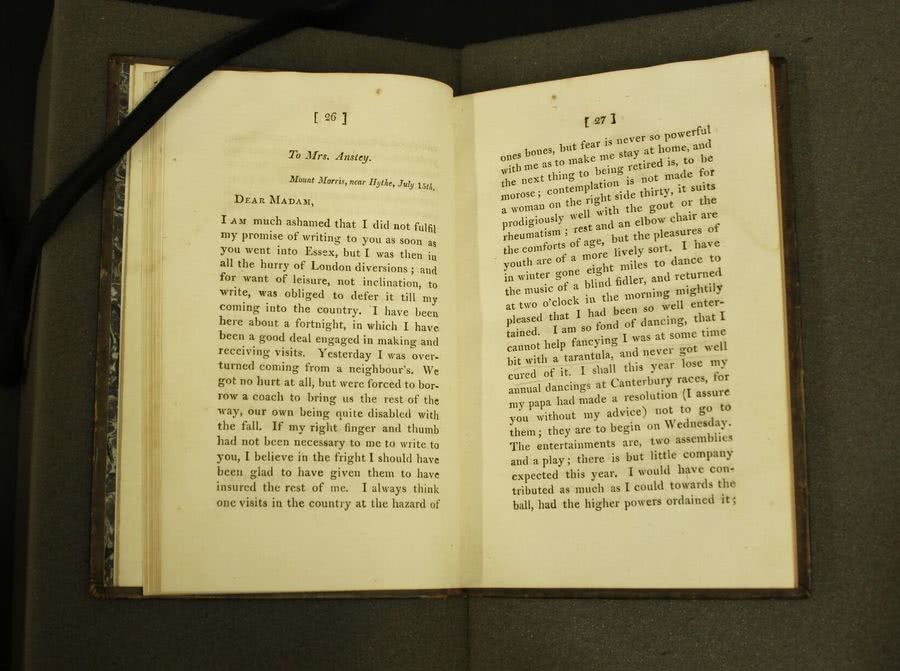 [ 26 ]
To Mrs. Anstey.
Mount Morris, near Hythe, July 15th.
DEAR MADAM,
I AM much ashamed that I did not fulfil
my promise of writing to you as soon as
you went into Essex, but I was then in
all the hurry of London diversions ; and
for want of leisure, not inclination, to
write, was obliged to defer it till my
coming into the country. I have been
here about a fortnight, in which I have
been a good deal engaged in making and
receiving visits. Yesterday I was over-
turned coming from a neighbour's. We
got no hurt at all, but were forced to bor-
row a coach to bring us the rest of the
way, our own being quite disabled with
the fall. If my right finger and thumb
had not been necessary to me to write to
you, I believe in the fright I should have
been glad to have given them to have
insured the rest of me. I always think
one visits in the country at the hazard of
[ 27 ]
ones bones, but fear is never so powerful
with me as to make me stay at home, and
the next thing to being retired is, to be
morose ; contemplation is not made for
a woman on the right side thirty, it suits
prodigiously well with the gout or the
rheumatism ; rest and an elbow chair are
the comforts of age, but the pleasures of
youth are of a more lively sort. I have
in winter gone eight miles to dance to
the music of a blind fidler, and returned
at two o'clock in the morning mightily
pleased that I had been so well enter-
tained. I am so fond of dancing, that I
cannot help fancying I was at some time
bit with a tarantula, and never got well
cured of it. I shall this year lose my
annual dancings at Canterbury races, for
my papa had made a resolution (I assure
you without my advice) not to go to
them ; they are to begin on Wednesday.
The entertainments are, two assemblies
and a play ; there is but little company
expected this year. I would have con-
tributed as much as I could towards the
ball, had the higher powers ordained it ;